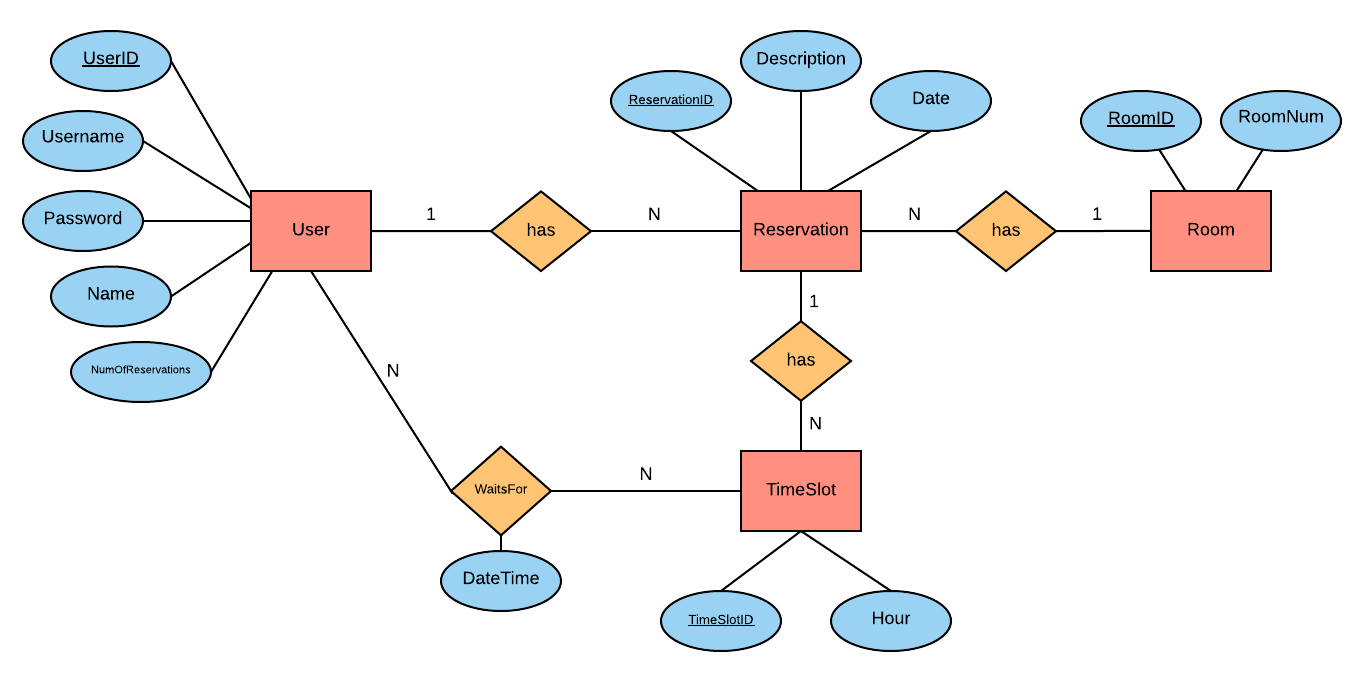 Description
UserID
ReservationID
Date
RoomID
RoomNum
Username
Password
User
1
has
N
Reservation
N
has
1
Room
Name
1
NumOfReservations
N
has
N
WaitsFor
N
TimeSlot
DateTime
TimeSlotID
Hour